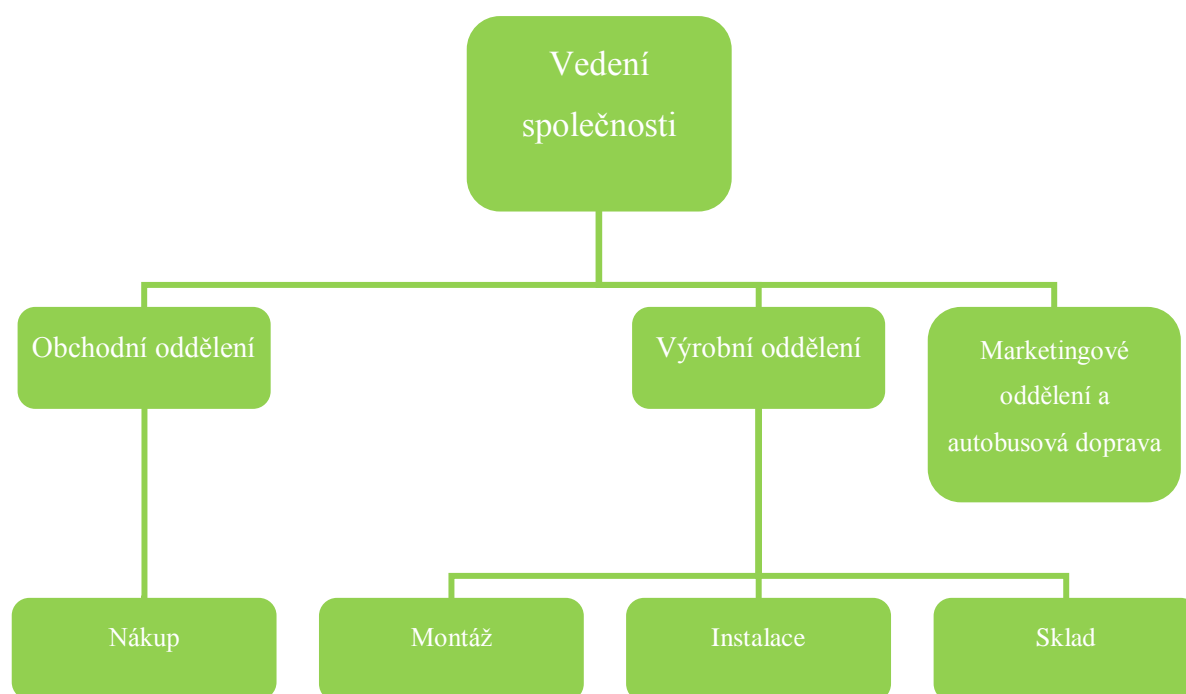 Vedení
společnosti
Obchodní oddělení
Výrobní oddělení
Marketingové
oddělení a
autobusová doprava
Nákup
Montáž
Instalace
Sklad